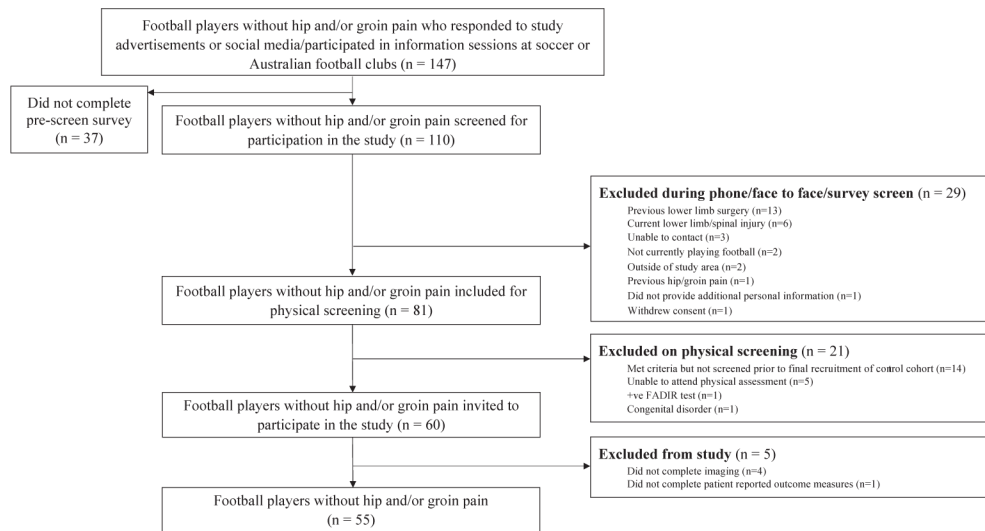 Football players without hip and/or groin pain who responded to study
advertisements or social media/participated in information sessions at soccer or
Australian football clubs (n = 147)
Did not complete
pre-screen survey
(n = 37)
Football players without hip and/or groin pain screened for
participation in the study (n = 110)
Excluded during phone/face to face/survey screen (n = 29)
Previous lower limb surgery (n=13)
Current lower limb/spinal injury (n=6)
Unable to contact (n=3)
Not currently playing football (n=2)
Outside of study area (n=2)
Previous hip/groin pain (n=1)
Did not provide additional personal information (n=1)
Withdrew consent (n=1)
Football players without hip and/or groin pain included for
physical screening (n = 81)
Excluded on physical screening (n = 21)
Met criteria but not screened prior to final recruitment of control cohort (n=14)
Unable to attend physical assessment (n=5)
+ve FADIR test (n=1)
Congenital disorder (n=1)
Football players without hip and/or groin pain invited to
participate in the study (n = 60)
Excluded from study (n = 5)
Did not complete imaging (n=4)
Did not complete patient reported outcome measures (n=1)
Football players without hip and/or groin pain
(n = 55)